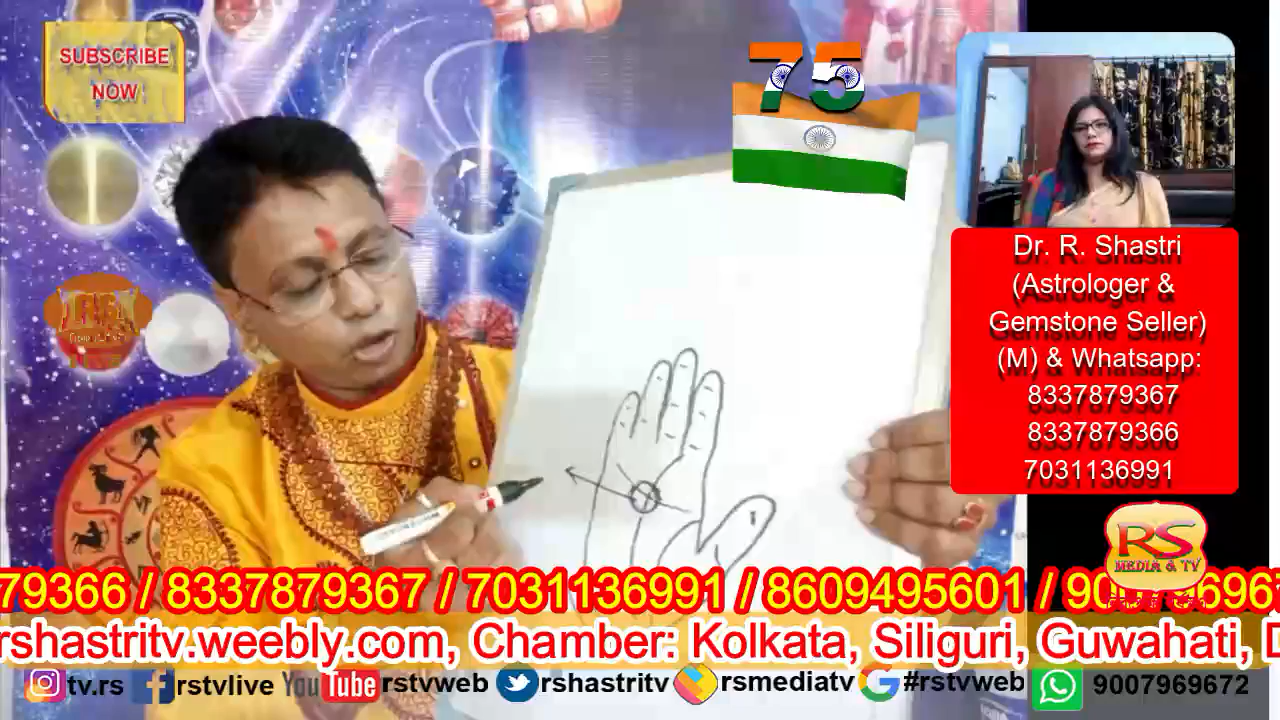 SUBSCRIBE
NOW
75
Dr. R. Shastri
(Astrologer &
Gemstone Seller)
(M) & Whatsapp:
8337879367
8337879366
7031136991
RS
MEDIA & TV
79366 / 8337879367 / 7031136991 / 8609495601 /
rshastritv.weebly.com, Chamber: Kolkata, Siliguri, Guwahati, D
tv.rs rstvlive YouTube rstvweb rshastritv rsmediatv #rstvweb 9007969672